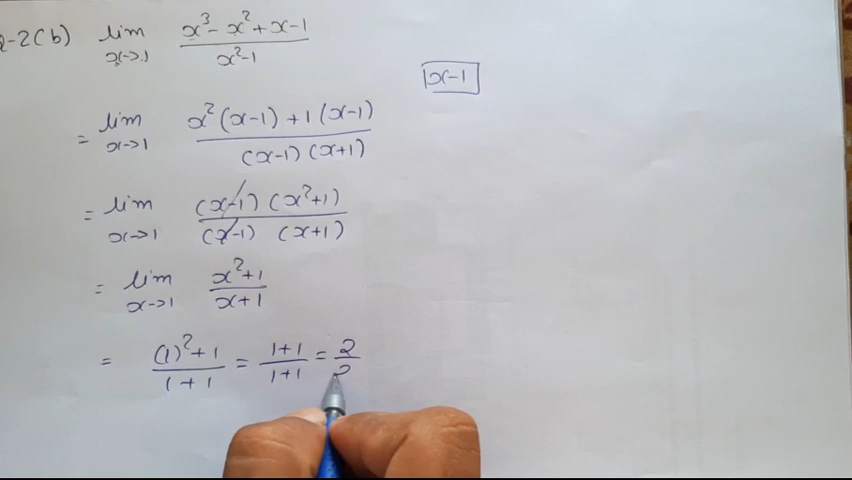 Q-2(b) lim x→1 x³-x²+x-1 / x²-1
x-1
= lim x→1 x²(x-1)+1(x-1) / (x-1)(x+1)
= lim x→1 (x-1)(x²+1) / (x-1)(x+1)
= lim x→1 x²+1 / x+1
= (1)²+1 / 1+1 = 1+1 / 1+1 = 2 / 2